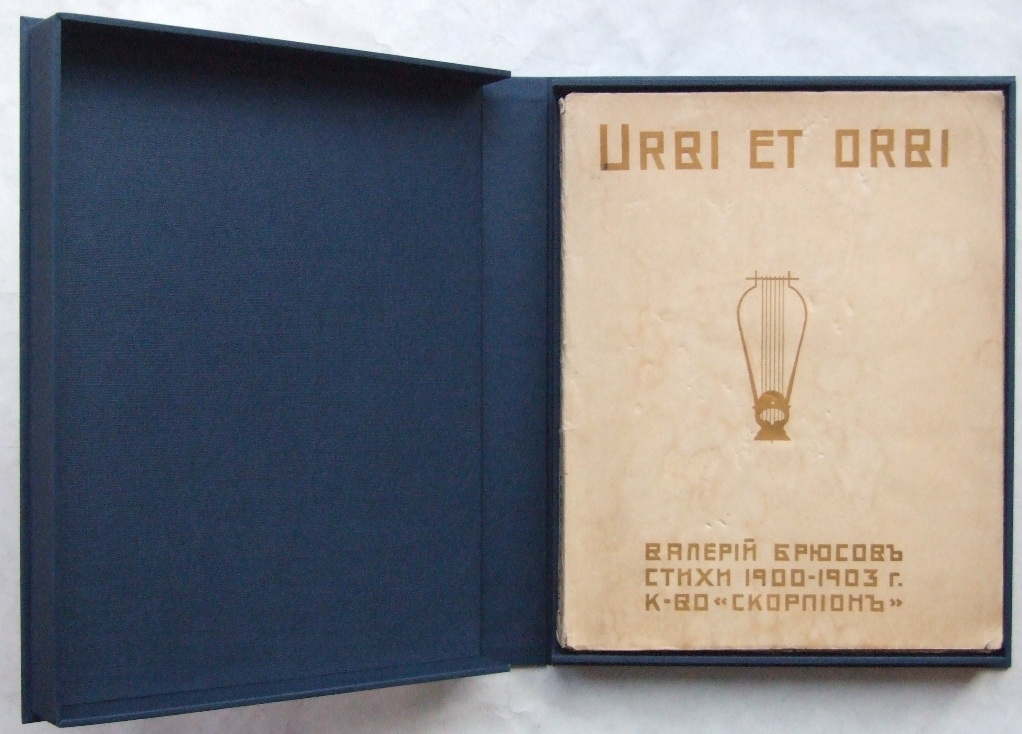 URBI ET ORBI
ВАЛЕРІЙ БРЮСОВЪ
СТИХИ 1900-1903 г.
К-ВО «СКОРПІОНЪ»